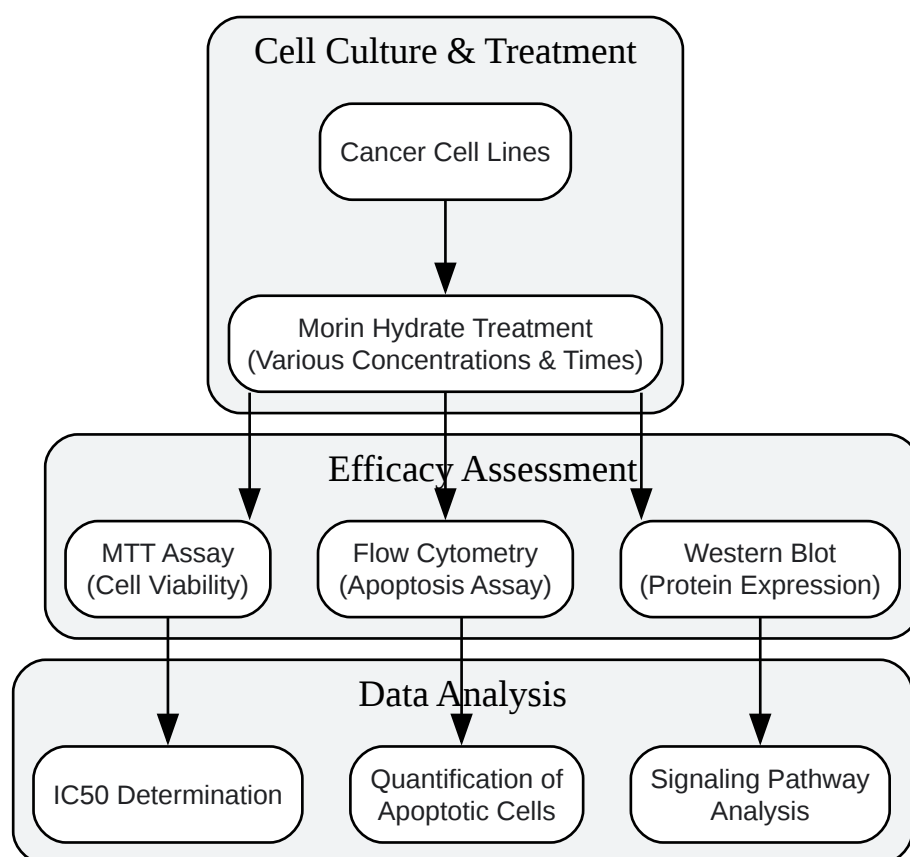 Cell Culture & Treatment
Cancer Cell Lines
Morin Hydrate Treatment
(Various Concentrations & Times)
Efficacy Assessment
MTT Assay
(Cell Viability)
Flow Cytometry
(Apoptosis Assay)
Western Blot
(Protein Expression)
Data Analysis
IC50 Determination
Quantification of
Apoptotic Cells
Signaling Pathway
Analysis